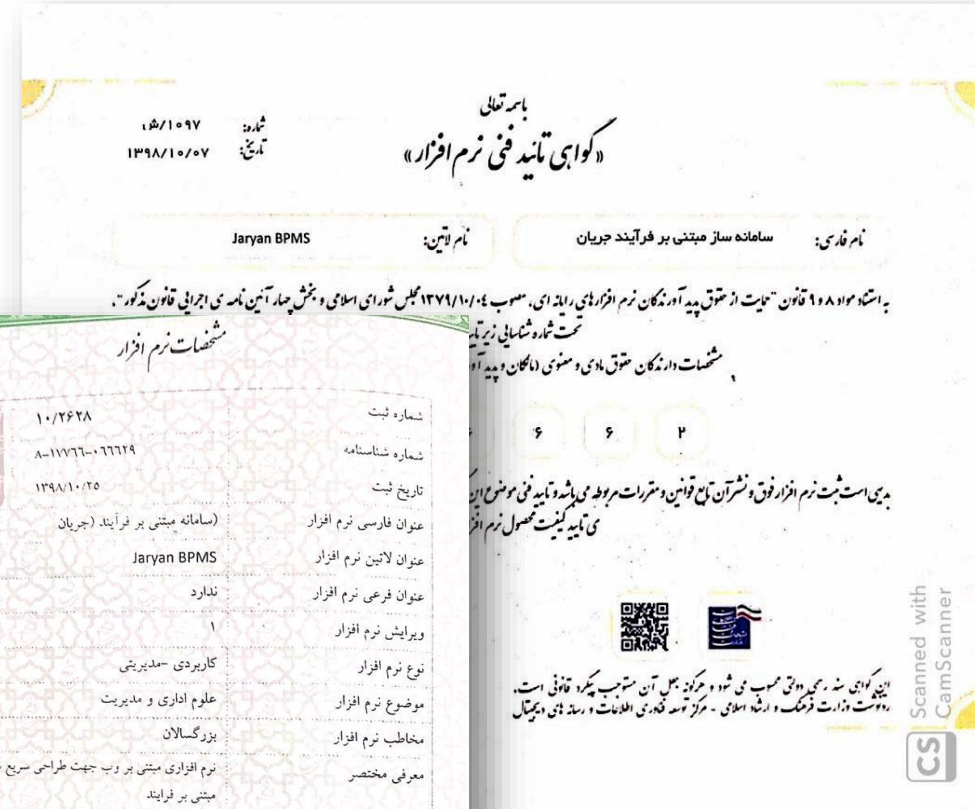 باسمه تعالی
«گواهی تائید فنی نرم افزار»
شماره: ۱۰۹۷/ش
تاریخ: ۱۳۹۸/۱۰/۰۷
نام فارسی: سامانه ساز مبتنی بر فرآیند جریان
نام لاتین: Jaryan BPMS
به استناد مواد ۸ و ۹ قانون "حمایت از حقوق پدید آورندگان نرم افزارهای رایانه ای، مصوب ۱۳۷۹/۱۰/۰۴ مجلس شورای اسلامی و بخش چهار آئین نامه ی اجرایی قانون مذکور".
تحت شماره شناسایی زیر
مشخصات دارندگان حقوق مادی و معنوی (مالکان و پدید
۶ ۶ ۲
بدیهی است ثبت نرم افزار فوق و نشر آن تابع قوانین و مقررات مربوطه می باشد و تایید فنی موضوع این
ی تایید کیفیت محصول نرم
این گواهی سند رسمی دولتی محسوب می شود و هرگونه جعل آن مستوجب پیگرد قانونی است.
رونوشت وزارت فرهنگ و ارشاد اسلامی - مرکز توسعه فناوری اطلاعات و رسانه های دیجیتال
مشخصات نرم افزار
شماره ثبت ۱۰/۲۶۲۸
شماره شناسنامه ۸-۱۱۷۶۶-۰۶۶۶۲۹
تاریخ ثبت ۱۳۹۸/۱۰/۲۵
عنوان فارسی نرم افزار (سامانه مبتنی بر فرآیند (جریان
عنوان لاتین نرم افزار Jaryan BPMS
عنوان فرعی نرم افزار ندارد
ویرایش نرم افزار ۱
نوع نرم افزار کاربردی -مدیریتی
موضوع نرم افزار علوم اداری و مدیریت
مخاطب نرم افزار بزرگسالان
معرفی مختصر نرم افزاری مبتنی بر وب جهت طراحی سریع
مبتنی بر فرایند
Scanned with
CamScanner
CS